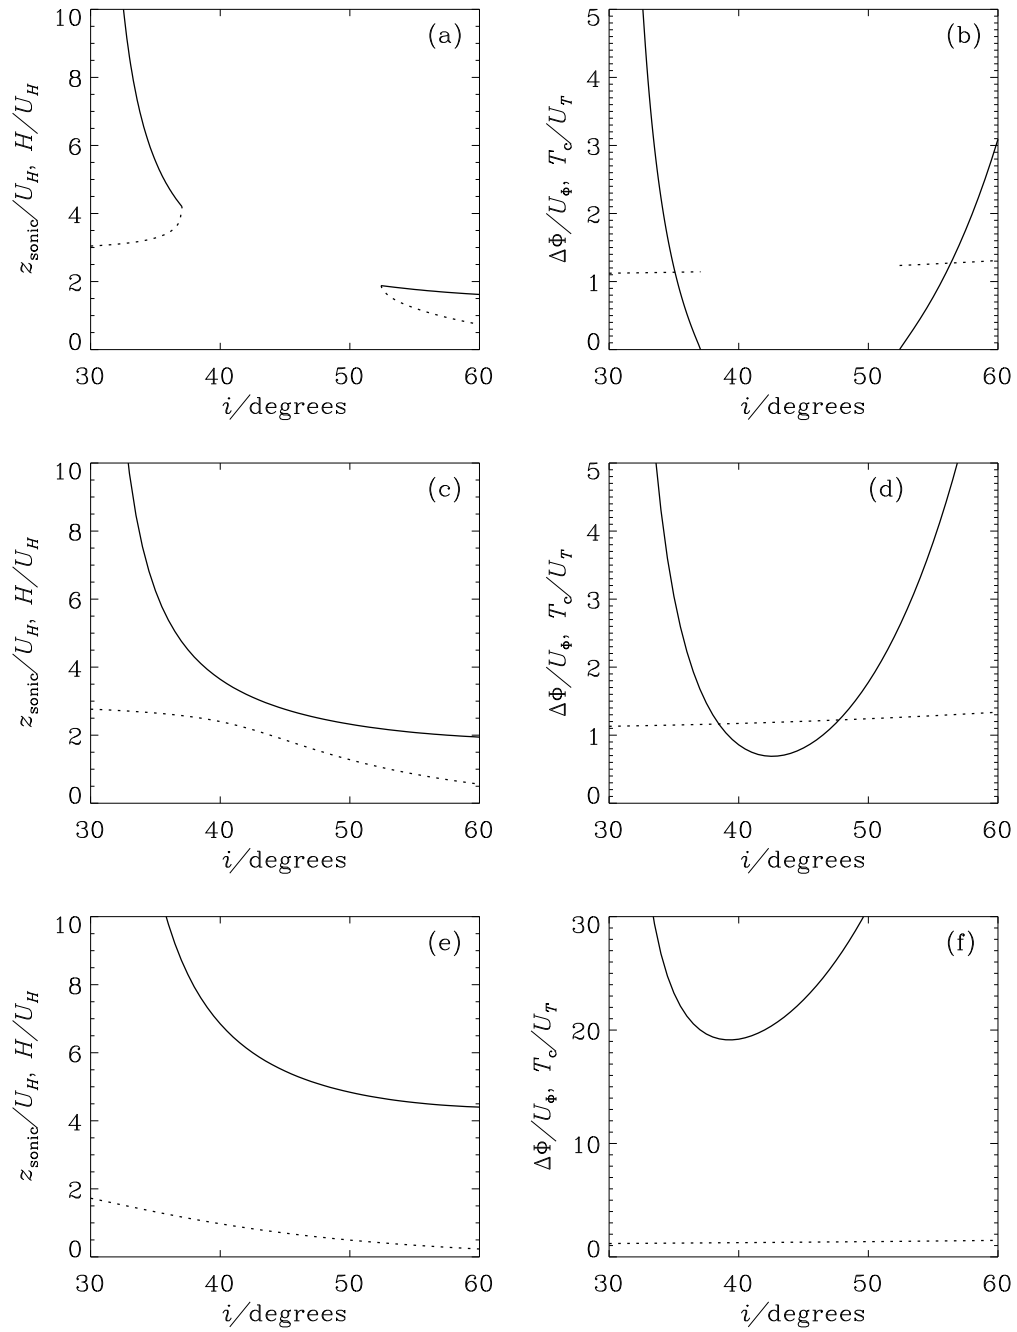 (a)
z_sonic/U_H, H/U_H
10
8
6
4
2
0
30 40 50 60
i/degrees
(b)
ΔΦ/U_Φ, T_c/U_T
5
4
3
2
1
0
30 40 50 60
i/degrees
(c)
z_sonic/U_H, H/U_H
10
8
6
4
2
0
30 40 50 60
i/degrees
(d)
ΔΦ/U_Φ, T_c/U_T
5
4
3
2
1
0
30 40 50 60
i/degrees
(e)
z_sonic/U_H, H/U_H
10
8
6
4
2
0
30 40 50 60
i/degrees
(f)
ΔΦ/U_Φ, T_c/U_T
30
20
10
0
30 40 50 60
i/degrees